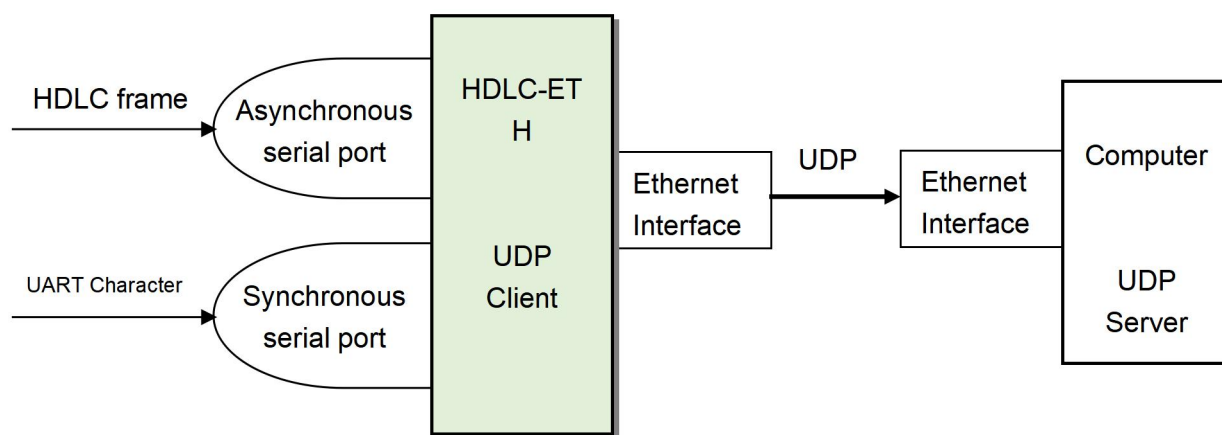 HDLC frame
Asynchronous
serial port
UART Character
Synchronous
serial port
HDLC-ET
H
UDP
Client
Ethernet
Interface
UDP
Ethernet
Interface
Computer
UDP
Server